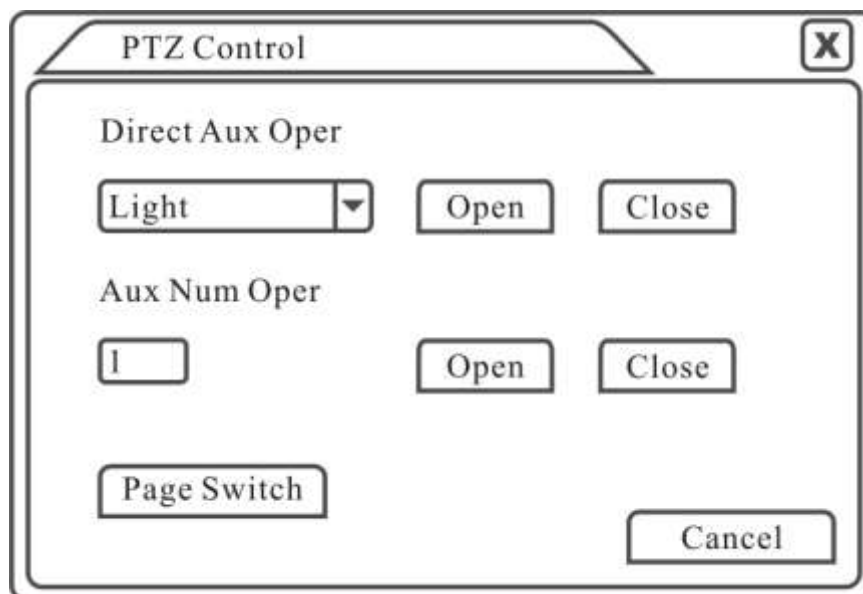 PTZ Control X
Direct Aux Oper
Light Open Close
Aux Num Oper
1 Open Close
Page Switch
Cancel